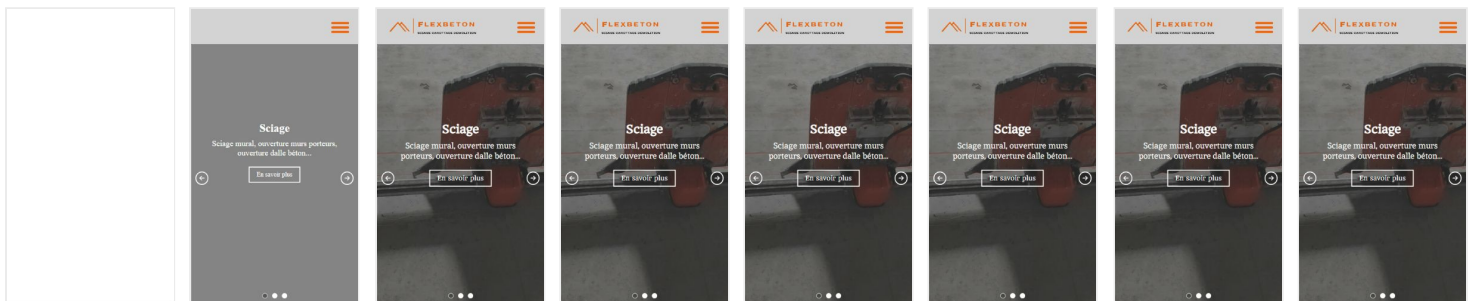 Sciage
Sciage mural, ouverture murs porteurs,
ouverture dalle béton...
En savoir plus
FLEXBETON
Sciage
Sciage mural, ouverture murs
porteurs, ouverture dalle béton...
En savoir plus
FLEXBETON
Sciage
Sciage mural, ouverture murs
porteurs, ouverture dalle béton...
En savoir plus
FLEXBETON
Sciage
Sciage mural, ouverture murs
porteurs, ouverture dalle béton...
En savoir plus
FLEXBETON
Sciage
Sciage mural, ouverture murs
porteurs, ouverture dalle béton...
En savoir plus
FLEXBETON
Sciage
Sciage mural, ouverture murs
porteurs, ouverture dalle béton...
En savoir plus
FLEXBETON
Sciage
Sciage mural, ouverture murs
porteurs, ouverture dalle béton...
En savoir plus